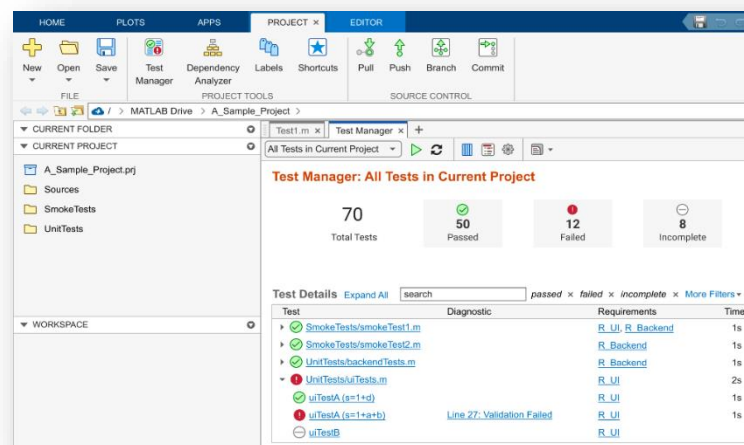 HOME PLOTS APPS PROJECT × EDITOR
New Open Save Test Manager Dependency Analyzer Labels Shortcuts Pull Push Branch Commit
FILE PROJECT TOOLS SOURCE CONTROL
/ > MATLAB Drive > A_Sample_Project >
CURRENT FOLDER
CURRENT PROJECT
A_Sample_Project.prj
Sources
SmokeTests
UnitTests
WORKSPACE
Test1.m × Test Manager × +
All Tests in Current Project
Test Manager: All Tests in Current Project
70 50 12 8
Total Tests Passed Failed Incomplete
Test Details Expand All search passed × failed × incomplete × More Filters
Test Diagnostic Requirements Time
SmokeTests/smokeTest1.m R_UI, R_Backend 1s
SmokeTests/smokeTest2.m R_Backend 1s
UnitTests/backendTests.m R_Backend 1s
UnitTests/uiTests.m R_UI 2s
uiTestA (s=1+d) R_UI 1s
uiTestA (s=1+a+b) Line 27: Validation Failed R_UI 1s
uiTestB R_UI